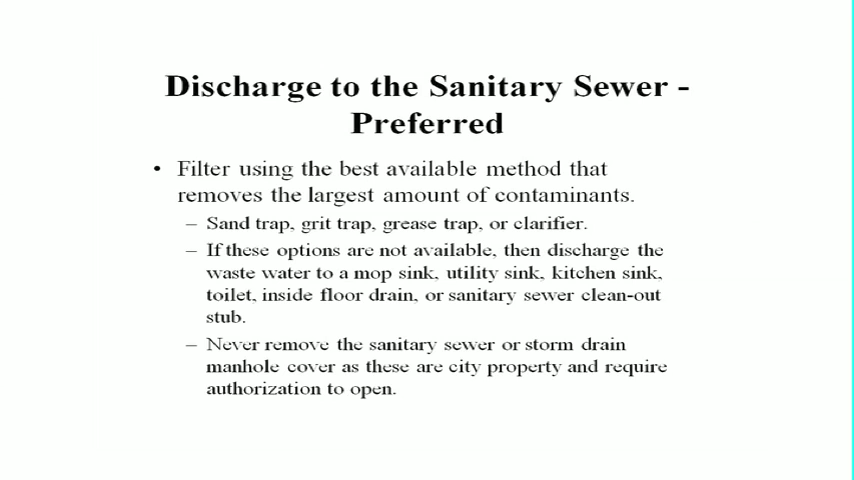 Discharge to the Sanitary Sewer -
Preferred
• Filter using the best available method that
removes the largest amount of contaminants.
– Sand trap, grit trap, grease trap, or clarifier.
– If these options are not available, then discharge the
waste water to a mop sink, utility sink, kitchen sink,
toilet, inside floor drain, or sanitary sewer clean-out
stub.
– Never remove the sanitary sewer or storm drain
manhole cover as these are city property and require
authorization to open.